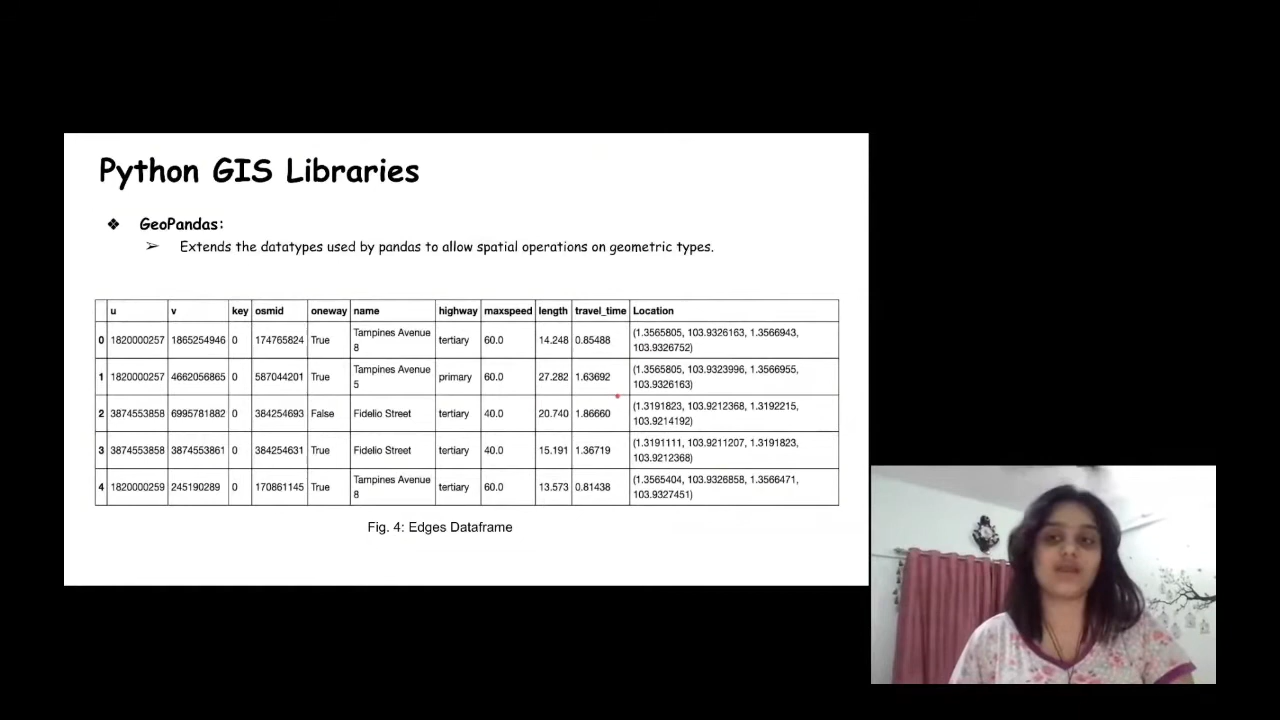 Python GIS Libraries
❖ GeoPandas:
➢ Extends the datatypes used by pandas to allow spatial operations on geometric types.
u v key osmid oneway name highway maxspeed length travel_time Location
0 1820000257 1865254946 0 174765824 True Tampines Avenue 8 tertiary 60.0 14.248 0.85488 (1.3565805, 103.9326163, 1.3566943, 103.9326752)
1 1820000257 4662056865 0 587044201 True Tampines Avenue 5 primary 60.0 27.282 1.63692 (1.3565805, 103.9323996, 1.3566955, 103.9326163)
2 3874553858 6995781882 0 384254693 False Fidelio Street tertiary 40.0 20.740 1.86660 (1.3191823, 103.9212368, 1.3192215, 103.9214192)
3 3874553858 3874553861 0 384254631 True Fidelio Street tertiary 40.0 15.191 1.36719 (1.3191111, 103.9211207, 1.3191823, 103.9212368)
4 1820000259 245190289 0 170861145 True Tampines Avenue 8 tertiary 60.0 13.573 0.81438 (1.3565404, 103.9326858, 1.3566471, 103.9327451)
Fig. 4: Edges Dataframe